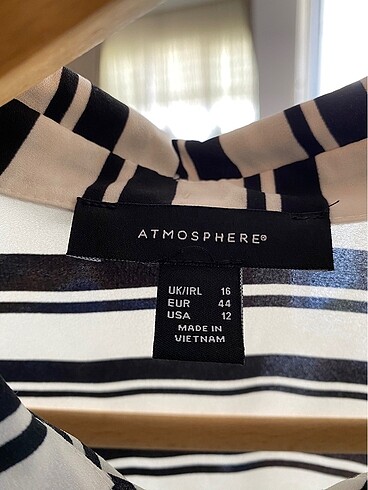 ATMOSPHERE®
UK/IRL 16
EUR 44
USA 12
MADE IN
VIETNAM